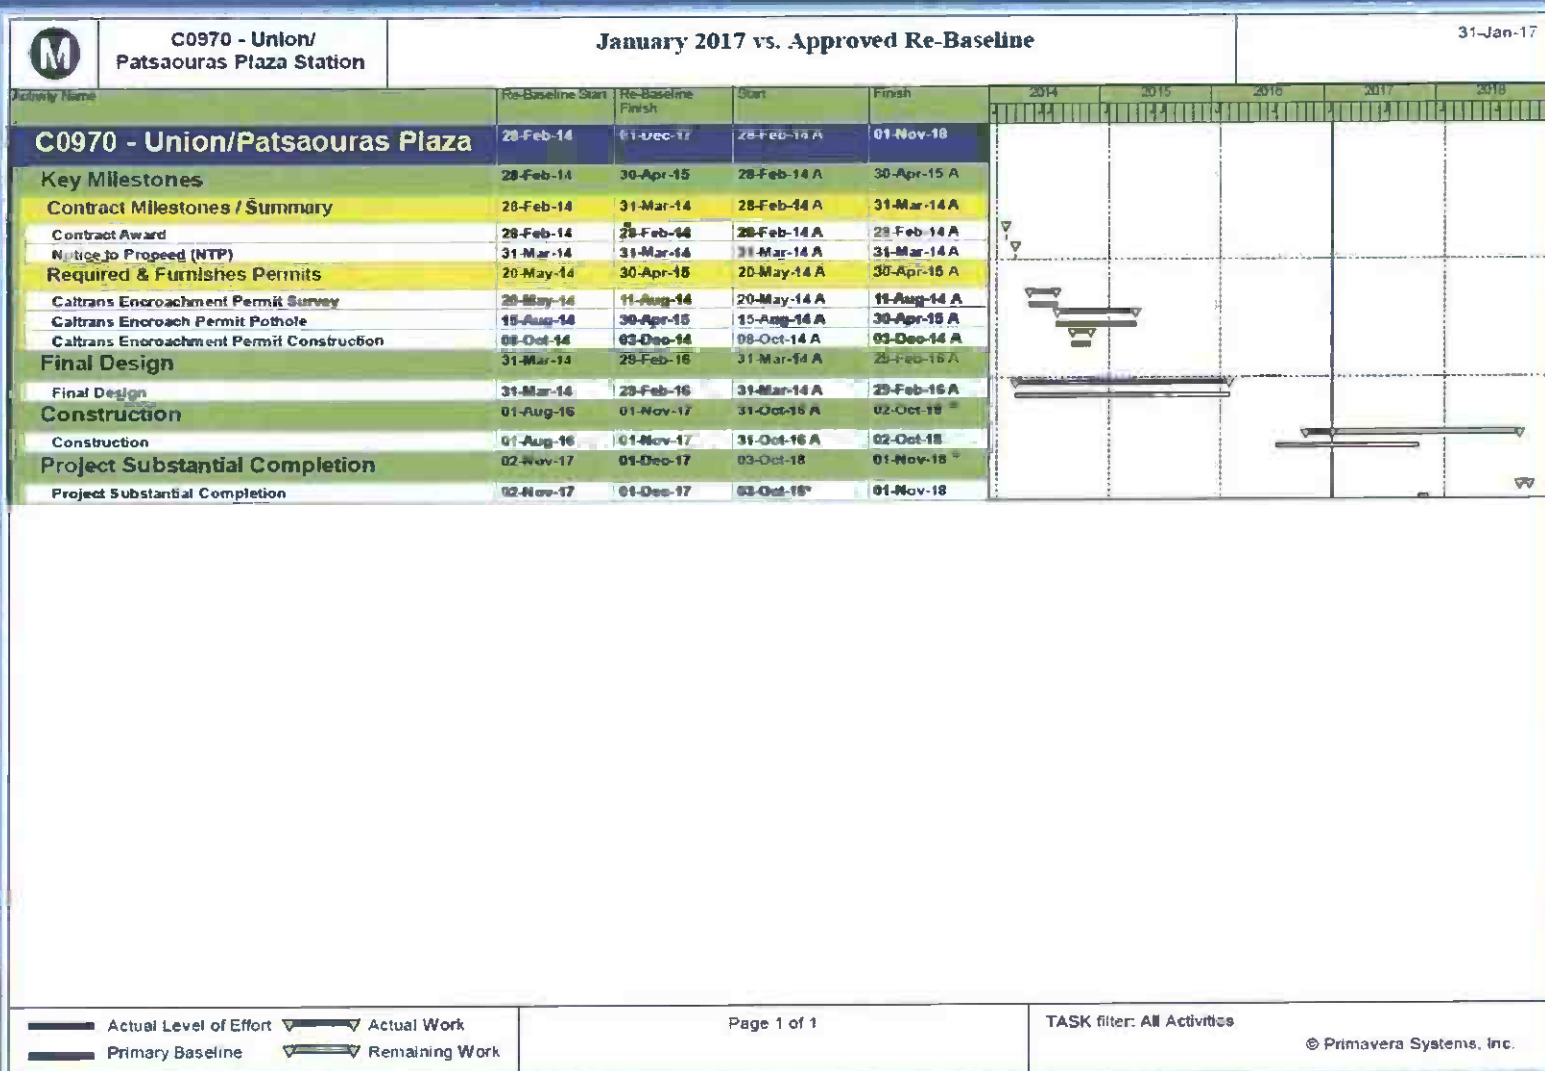 M
C0970 - Union/
Patsaouras Plaza Station
January 2017 vs. Approved Re-Baseline
31-Jan-17
Activity Name Re-Baseline Start Re-Baseline Finish Start Finish 2014 2015 2016 2017 2018
C0970 - Union/Patsaouras Plaza 28-Feb-14 01-Dec-17 28-Feb-14 A 01-Nov-18
Key Milestones 28-Feb-14 30-Apr-15 28-Feb-14 A 30-Apr-15 A
Contract Milestones / Summary 28-Feb-14 31-Mar-14 28-Feb-14 A 31-Mar-14 A
Contract Award 28-Feb-14 28-Feb-14 28-Feb-14 A 28-Feb-14 A
Notice to Proceed (NTP) 31-Mar-14 31-Mar-14 31-Mar-14 A 31-Mar-14 A
Required & Furnishes Permits 20-May-14 30-Apr-15 20-May-14 A 30-Apr-15 A
Caltrans Encroachment Permit Survey 20-May-14 11-Aug-14 20-May-14 A 11-Aug-14 A
Caltrans Encroach Permit Pothole 15-Aug-14 30-Apr-15 15-Aug-14 A 30-Apr-15 A
Caltrans Encroachment Permit Construction 08-Oct-14 03-Dec-14 08-Oct-14 A 03-Dec-14 A
Final Design 31-Mar-14 29-Feb-16 31-Mar-14 A 29-Feb-16 A
Final Design 31-Mar-14 29-Feb-16 31-Mar-14 A 29-Feb-16 A
Construction 01-Aug-16 01-Nov-17 31-Oct-16 A 02-Oct-18 *
Construction 01-Aug-16 01-Nov-17 31-Oct-16 A 02-Oct-18
Project Substantial Completion 02-Nov-17 01-Dec-17 03-Oct-18 01-Nov-18 *
Project Substantial Completion 02-Nov-17 01-Dec-17 03-Oct-18* 01-Nov-18
Actual Level of Effort Actual Work
Primary Baseline Remaining Work
Page 1 of 1
TASK filter: All Activities
© Primavera Systems, Inc.